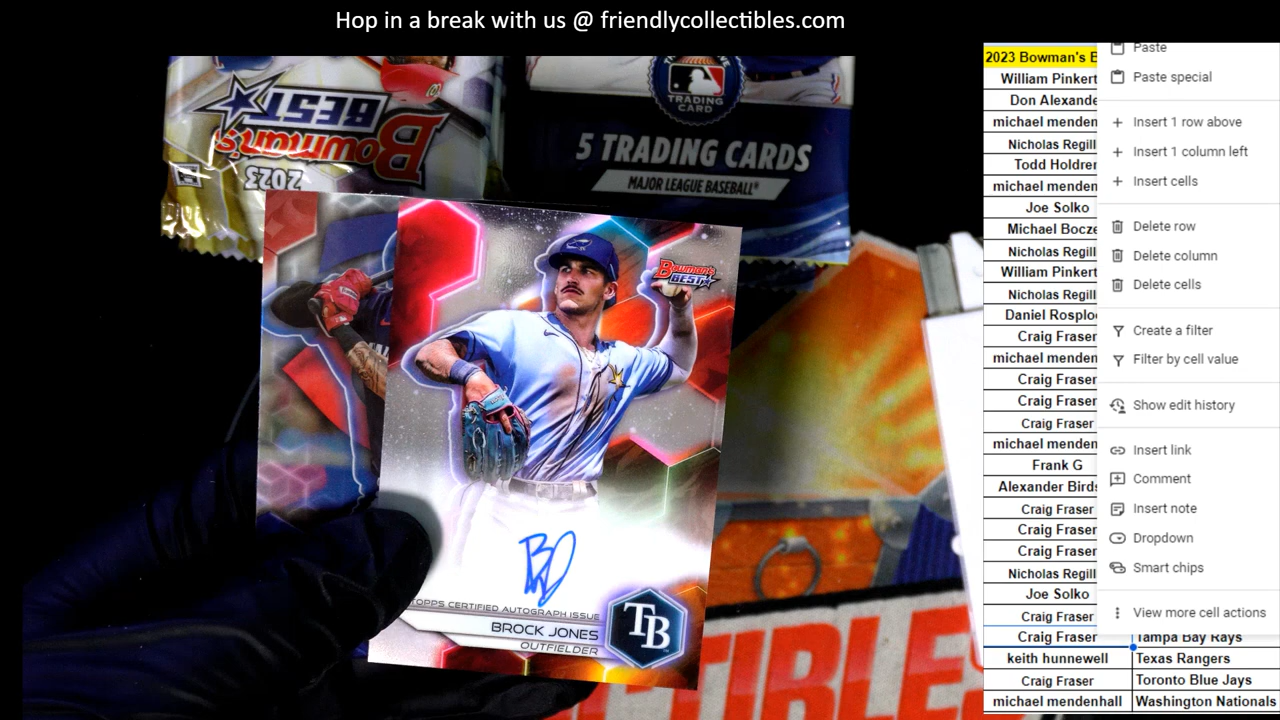 Hop in a break with us @ friendlycollectibles.com
2023
Bowman's
BEST
TRADING
CARD
5 TRADING CARDS
MAJOR LEAGUE BASEBALL®
Bowman's
BEST
TOPPS CERTIFIED AUTOGRAPH ISSUE
BROCK JONES
OUTFIELDER
TB
TIBLE
2023 Bowman's B
William Pinkert
Don Alexande
michael menden
Nicholas Regill
Todd Holdren
michael menden
Joe Solko
Michael Bocze
Nicholas Regill
William Pinkert
Nicholas Regill
Daniel Rosploc
Craig Fraser
michael menden
Craig Fraser
Craig Fraser
Craig Fraser
michael menden
Frank G
Alexander Birds
Craig Fraser
Craig Fraser
Craig Fraser
Nicholas Regill
Joe Solko
Craig Fraser
Craig Fraser Tampa Bay Rays
keith hunnewell Texas Rangers
Craig Fraser Toronto Blue Jays
michael mendenhall Washington Nationals
Paste
Paste special
Insert 1 row above
Insert 1 column left
Insert cells
Delete row
Delete column
Delete cells
Create a filter
Filter by cell value
Show edit history
Insert link
Comment
Insert note
Dropdown
Smart chips
View more cell actions